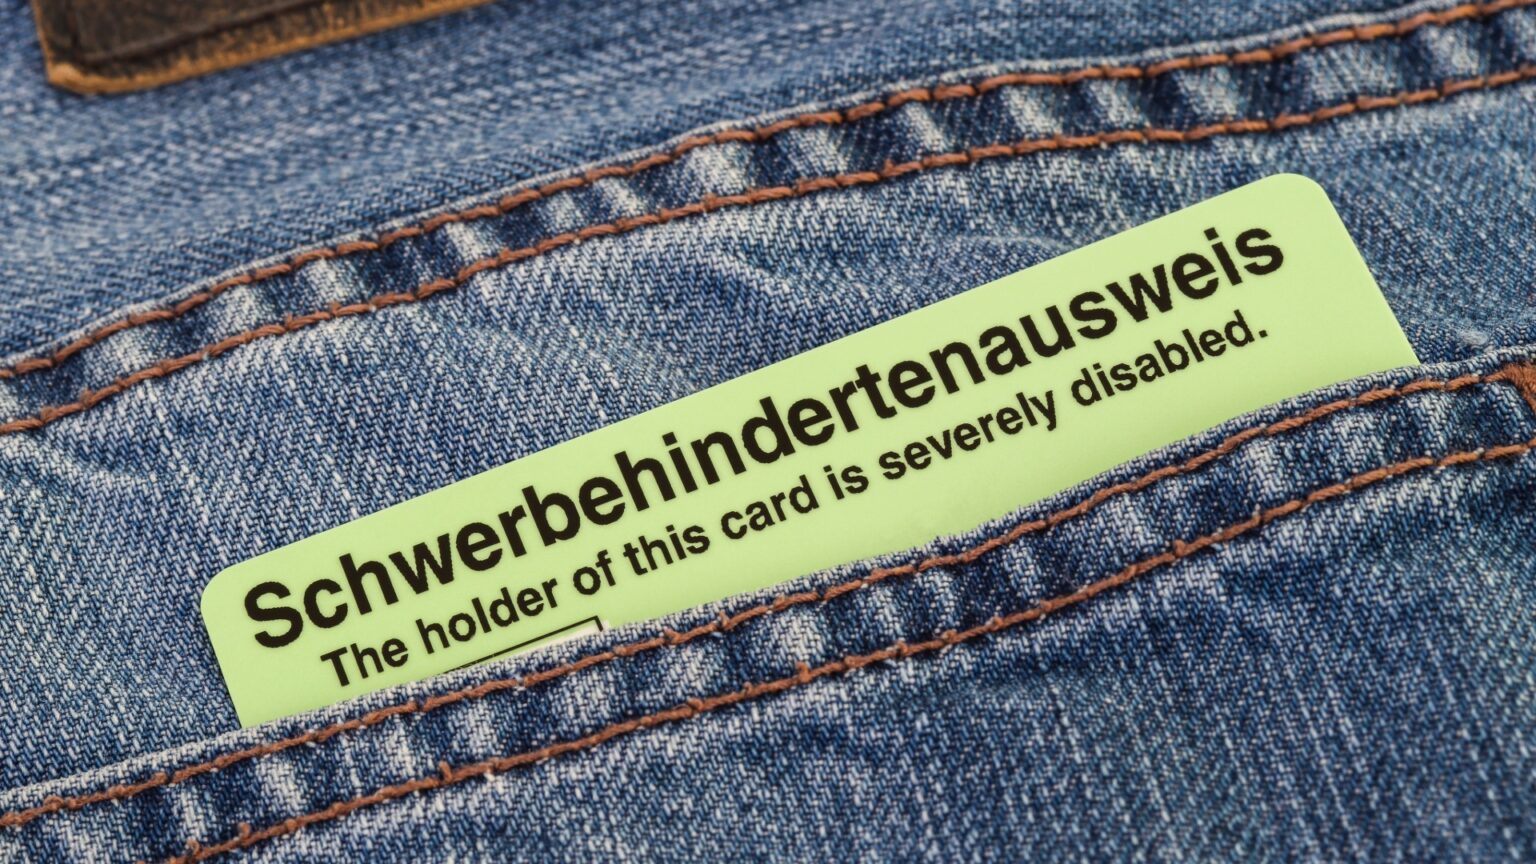 Schwerbehindertenausweis
The holder of this card is severely disabled.